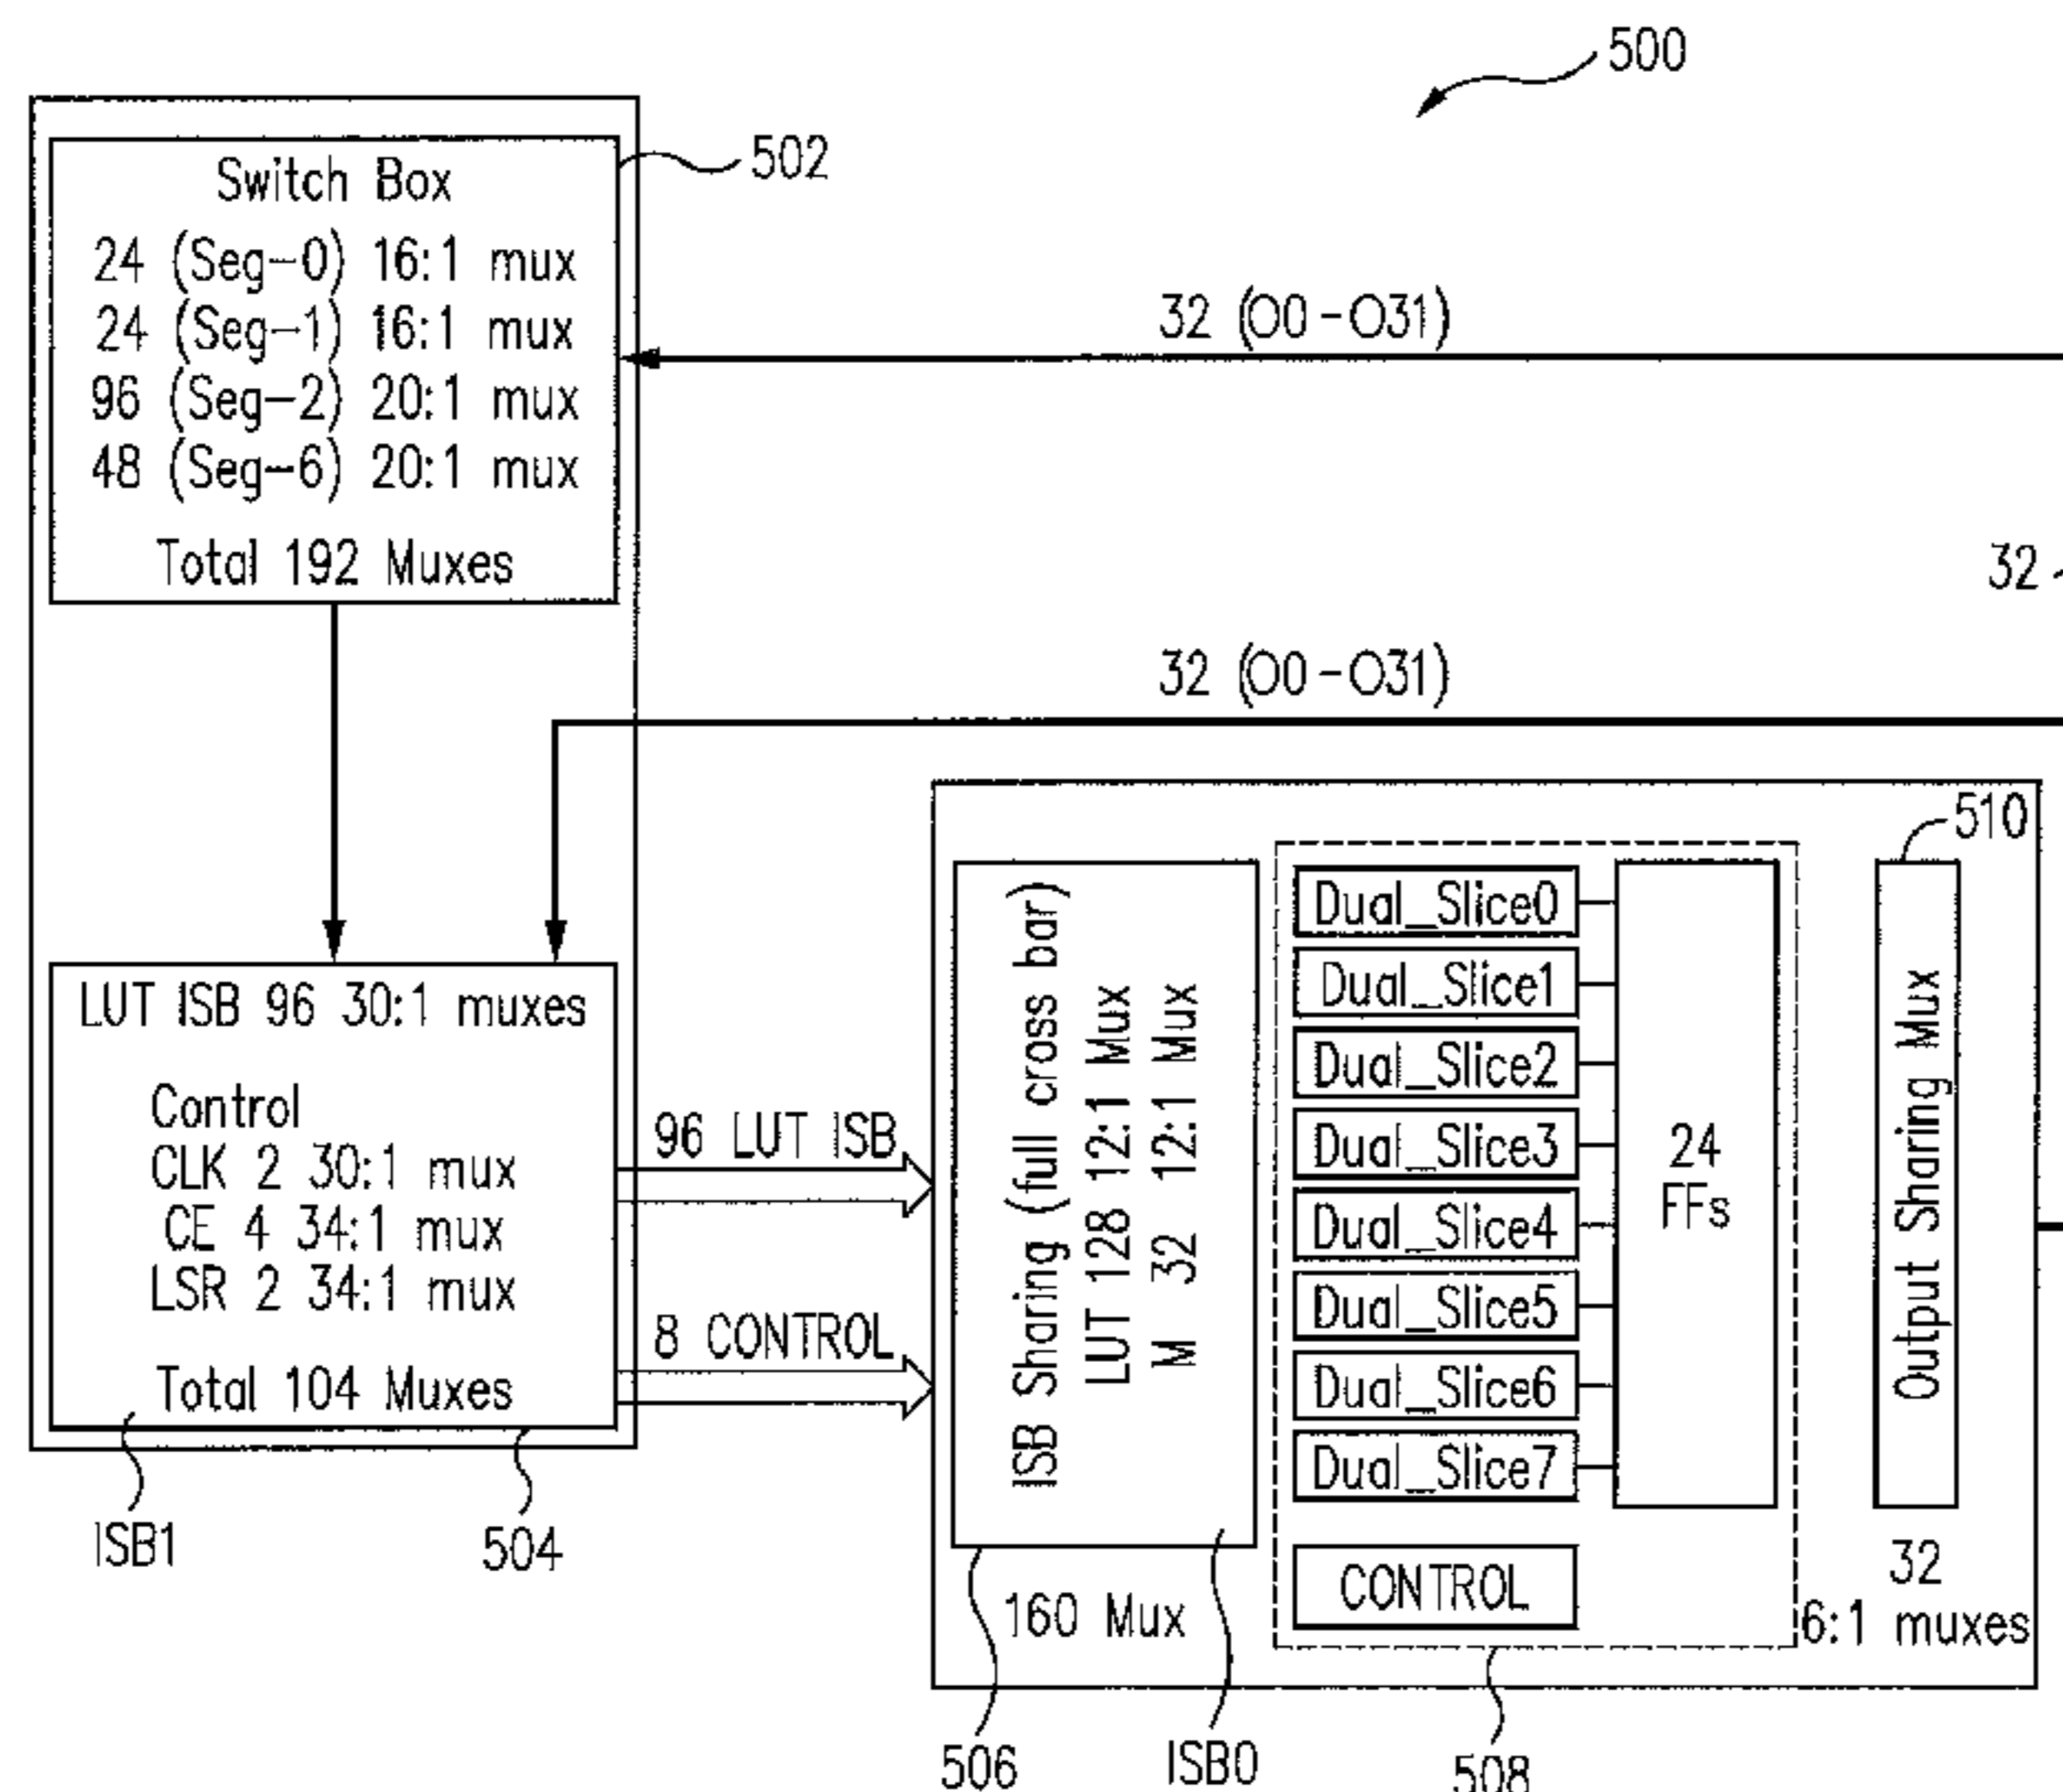 500
502
Switch Box
24 (Seg-0) 16:1 mux
24 (Seg-1) 16:1 mux
96 (Seg-2) 20:1 mux
48 (Seg-6) 20:1 mux
Total 192 Muxes
32 (O0-O31)
32
32 (O0-O31)
LUT ISB 96 30:1 muxes
Control
CLK 2 30:1 mux
CE 4 34:1 mux
LSR 2 34:1 mux
Total 104 Muxes
ISB1
504
96 LUT ISB
8 CONTROL
ISB Sharing (full cross bar)
LUT 128 12:1 Mux
M 32 12:1 Mux
160 Mux
506
ISB0
Dual_Slice0
Dual_Slice1
Dual_Slice2
Dual_Slice3
Dual_Slice4
Dual_Slice5
Dual_Slice6
Dual_Slice7
CONTROL
24
FFs
508
510
Output Sharing Mux
32
6:1 muxes